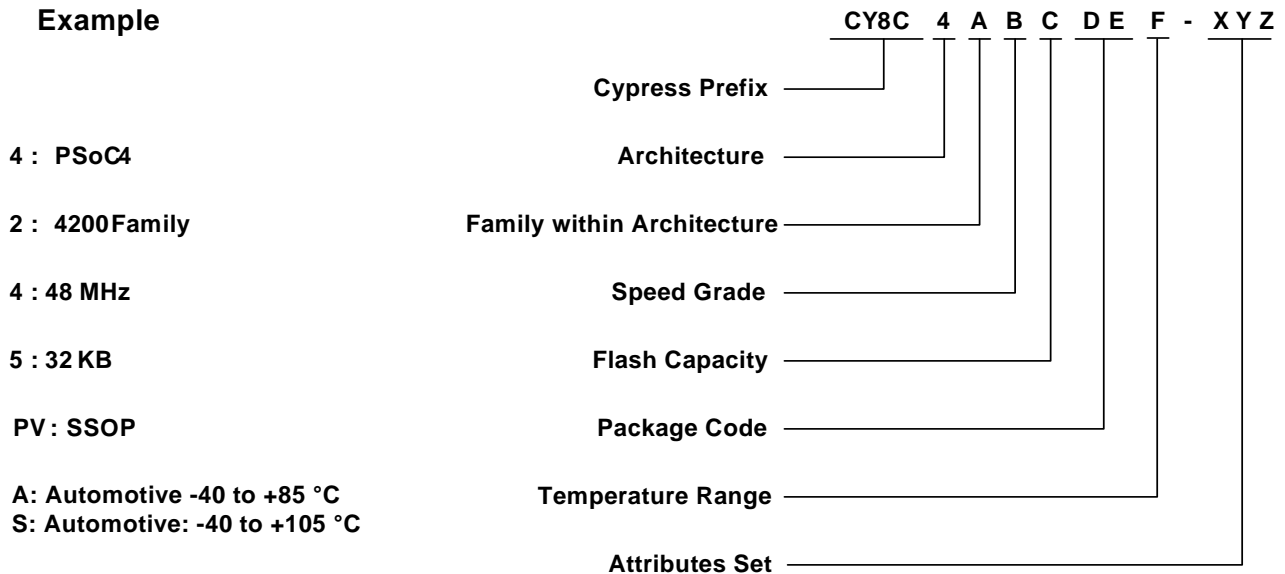 Example CY8C 4 A B C D E F - X Y Z
Cypress Prefix
4 : PSoC4 Architecture
2 : 4200 Family Family within Architecture
4 : 48 MHz Speed Grade
5 : 32 KB Flash Capacity
PV : SSOP Package Code
A: Automotive -40 to +85 °C Temperature Range
S: Automotive: -40 to +105 °C
Attributes Set